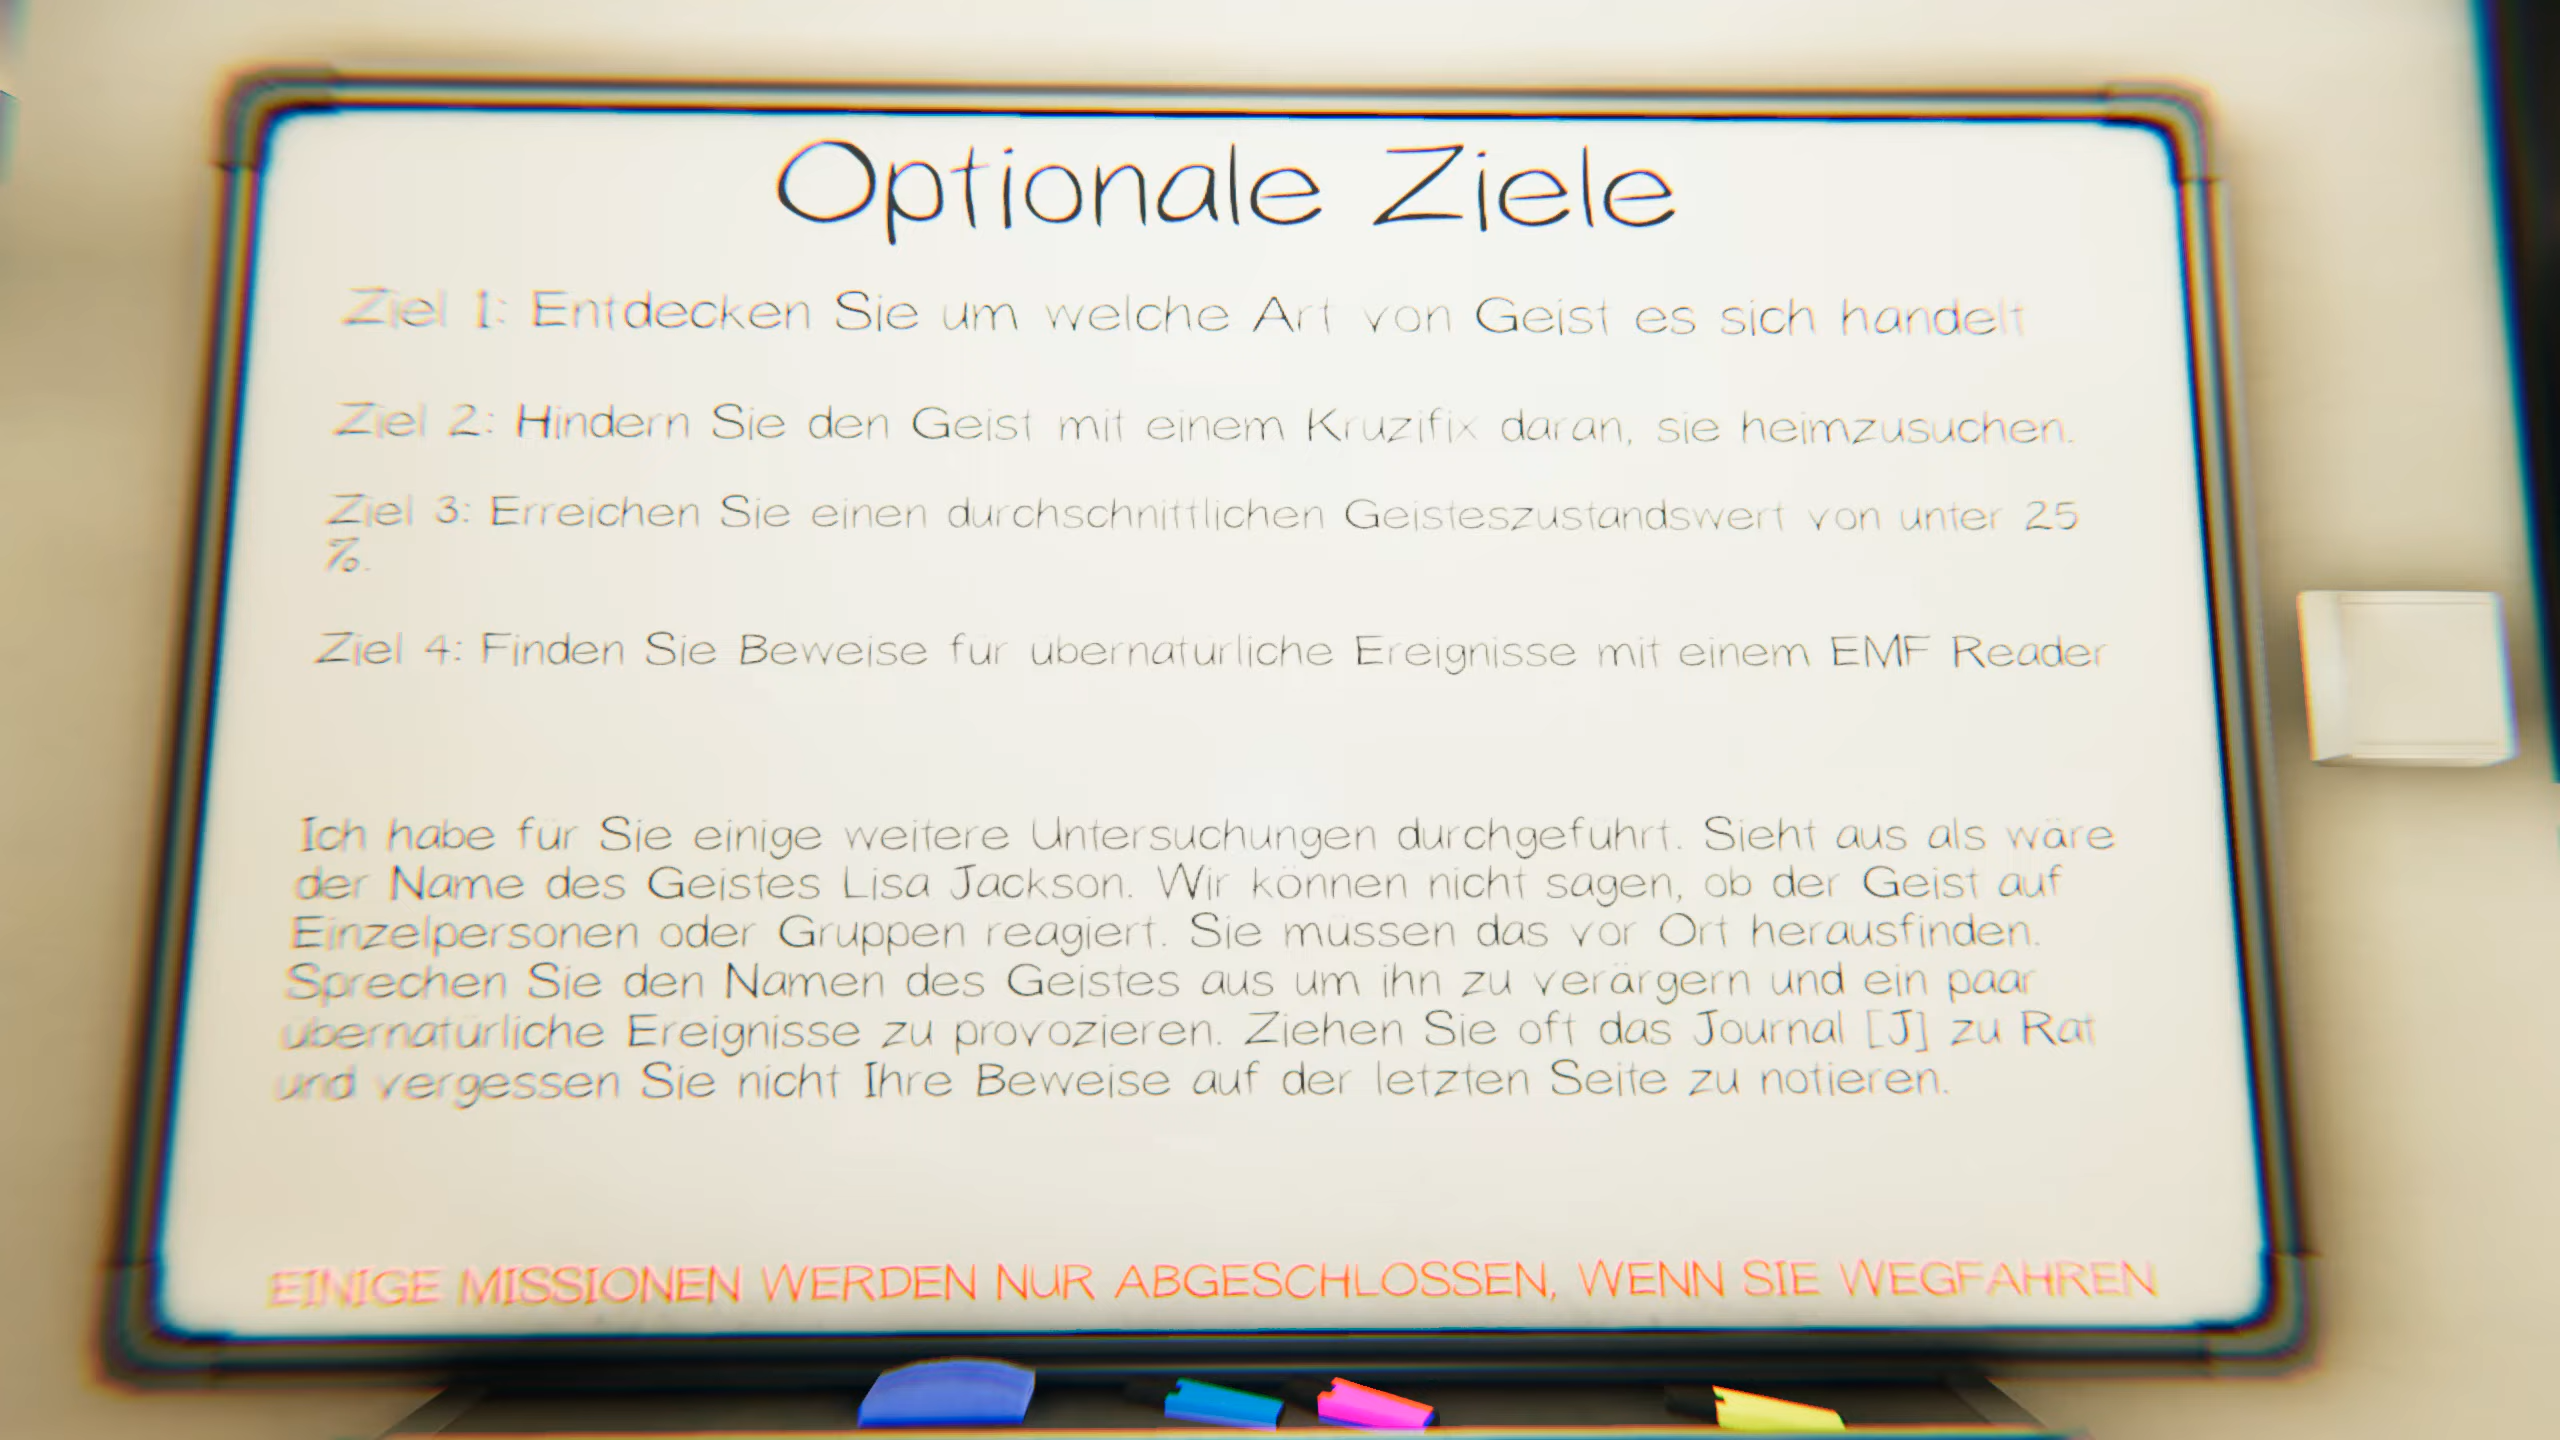 Optionale Ziele
Ziel 1: Entdecken Sie um welche Art von Geist es sich handelt
Ziel 2: Hindern Sie den Geist mit einem Kruzifix daran, sie heimzusuchen.
Ziel 3: Erreichen Sie einen durchschnittlichen Geisteszustandswert von unter 25
%.
Ziel 4: Finden Sie Beweise für übernatürliche Ereignisse mit einem EMF Reader
Ich habe für Sie einige weitere Untersuchungen durchgeführt. Sieht aus als wäre
der Name des Geistes Lisa Jackson. Wir können nicht sagen, ob der Geist auf
Einzelpersonen oder Gruppen reagiert. Sie müssen das vor Ort herausfinden.
Sprechen Sie den Namen des Geistes aus um ihn zu verärgern und ein paar
übernatürliche Ereignisse zu provozieren. Ziehen Sie oft das Journal [J] zu Rat
und vergessen Sie nicht Ihre Beweise auf der letzten Seite zu notieren.
EINIGE MISSIONEN WERDEN NUR ABGESCHLOSSEN, WENN SIE WEGFAHREN